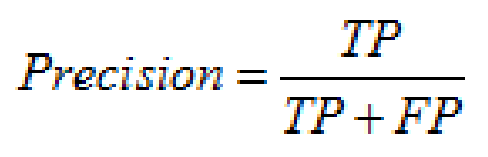 Precision = TP / TP + FP